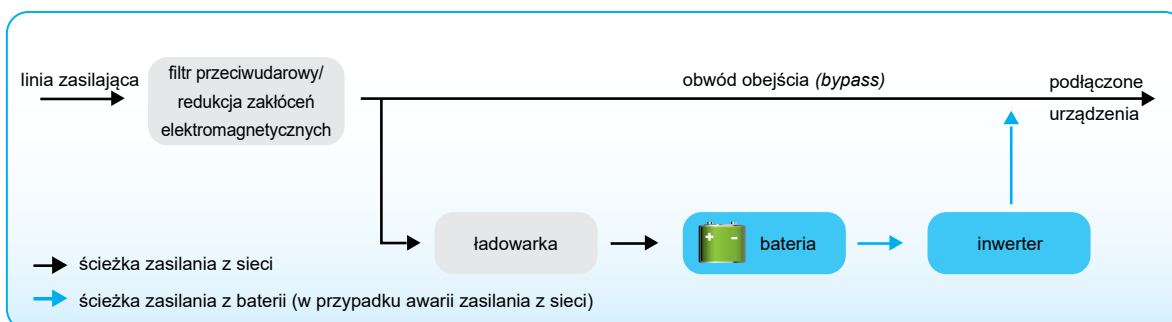 linia zasilająca
filtr przeciwudarowy/
redukcja zakłóceń
elektromagnetycznych
obwód obejścia (bypass)
podłączone
urządzenia
ładowarka
+ -
bateria
inwerter
ścieżka zasilania z sieci
ścieżka zasilania z baterii (w przypadku awarii zasilania z sieci)